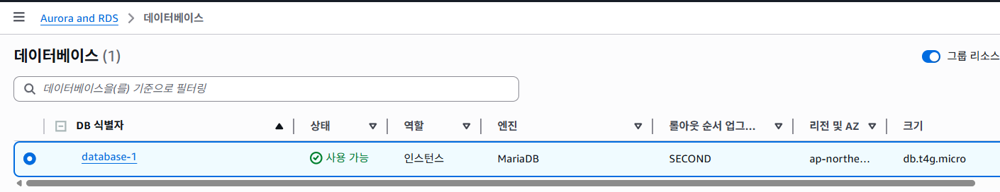 Aurora and RDS > 데이터베이스
데이터베이스 (1)
그룹 리소스
데이터베이스을(를) 기준으로 필터링
DB 식별자 상태 역할 엔진 롤아웃 순서 업그... 리전 및 AZ 크기
database-1 사용 가능 인스턴스 MariaDB SECOND ap-northe... db.t4g.micro